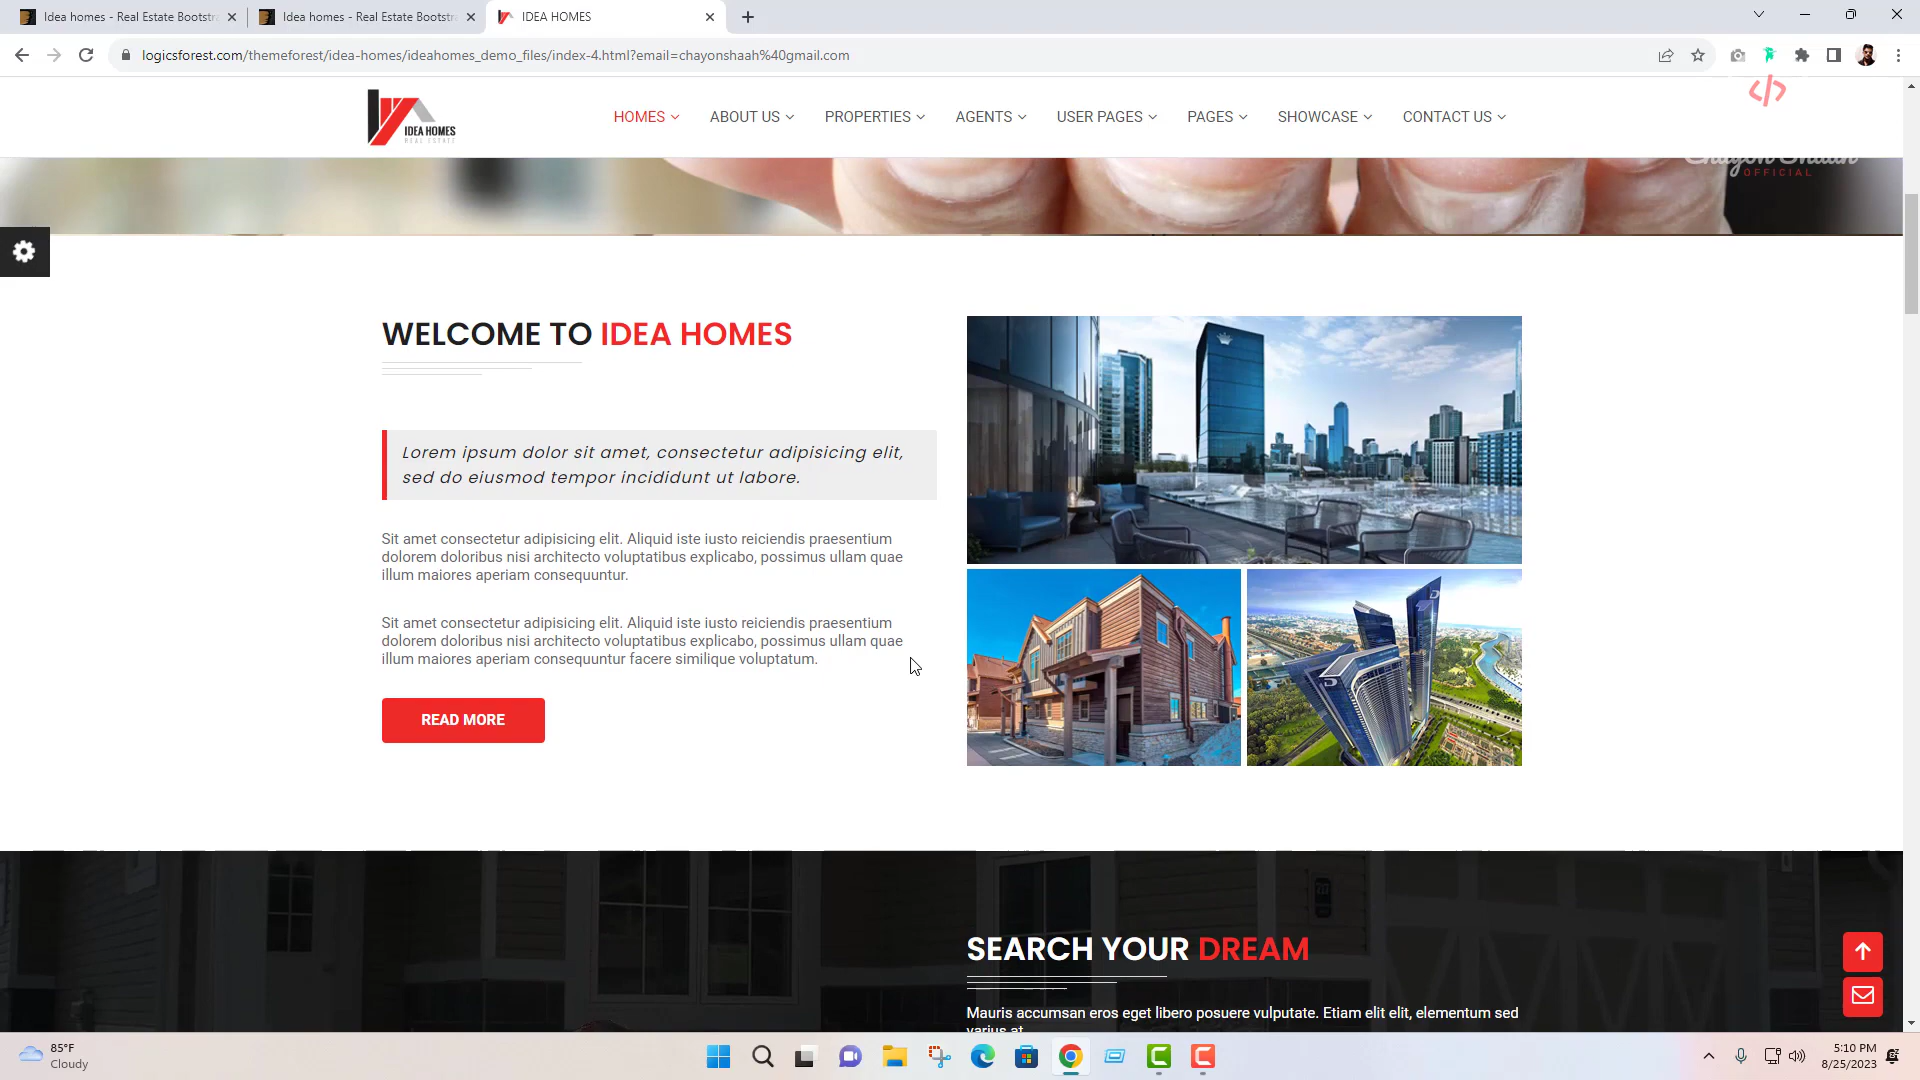 Idea homes - Real Estate Bootstr
Idea homes - Real Estate Bootstr
IDEA HOMES
logicsforest.com/themeforest/idea-homes/ideahomes_demo_files/index-4.html?email=chayonshaah%40gmail.com
IDEA HOMES
REAL ESTATE
HOMES
ABOUT US
PROPERTIES
AGENTS
USER PAGES
PAGES
SHOWCASE
CONTACT US
</>
Chayon Shaah
OFFICIAL
WELCOME TO IDEA HOMES
Lorem ipsum dolor sit amet, consectetur adipisicing elit,
sed do eiusmod tempor incididunt ut labore.
Sit amet consectetur adipisicing elit. Aliquid iste iusto reiciendis praesentium
dolorem doloribus nisi architecto voluptatibus explicabo, possimus ullam quae
illum maiores aperiam consequuntur.
Sit amet consectetur adipisicing elit. Aliquid iste iusto reiciendis praesentium
dolorem doloribus nisi architecto voluptatibus explicabo, possimus ullam quae
illum maiores aperiam consequuntur facere similique voluptatum.
READ MORE
SEARCH YOUR DREAM
Mauris accumsan eros eget libero posuere vulputate. Etiam elit elit, elementum sed
varius at
85°F
Cloudy
5:10 PM
8/25/2023